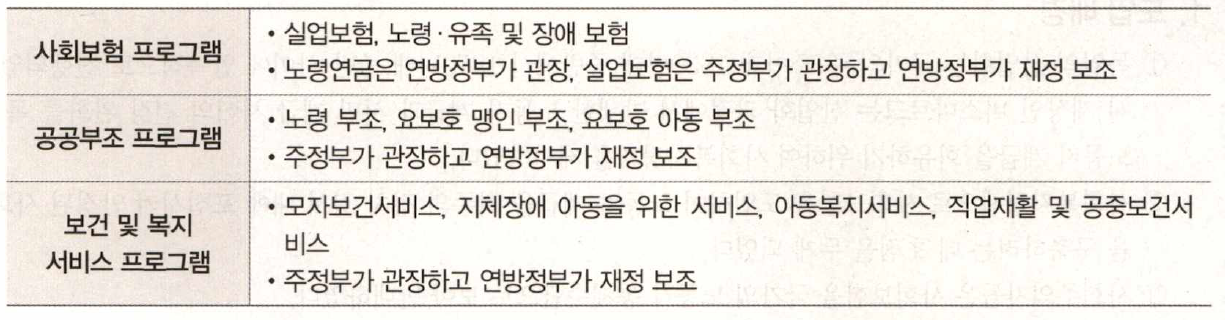 사회보험 프로그램
• 실업보험, 노령·유족 및 장애 보험
• 노령연금은 연방정부가 관장, 실업보험은 주정부가 관장하고 연방정부가 재정 보조
공공부조 프로그램
• 노령 부조, 요보호 맹인 부조, 요보호 아동 부조
• 주정부가 관장하고 연방정부가 재정 보조
보건 및 복지
서비스 프로그램
• 모자보건서비스, 지체장애 아동을 위한 서비스, 아동복지서비스, 직업재활 및 공중보건서
비스
• 주정부가 관장하고 연방정부가 재정 보조